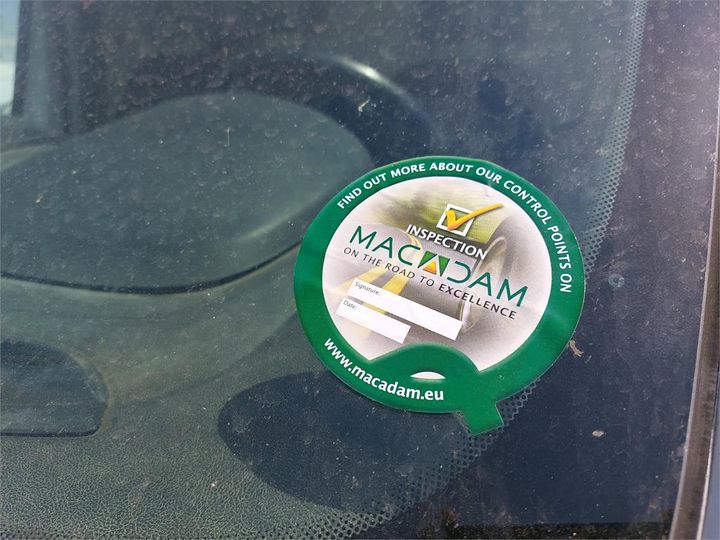 FIND OUT MORE ABOUT OUR CONTROL POINTS ON
INSPECTION
MACADAM
ON THE ROAD TO EXCELLENCE
Signature:
Date:
www.macadam.eu